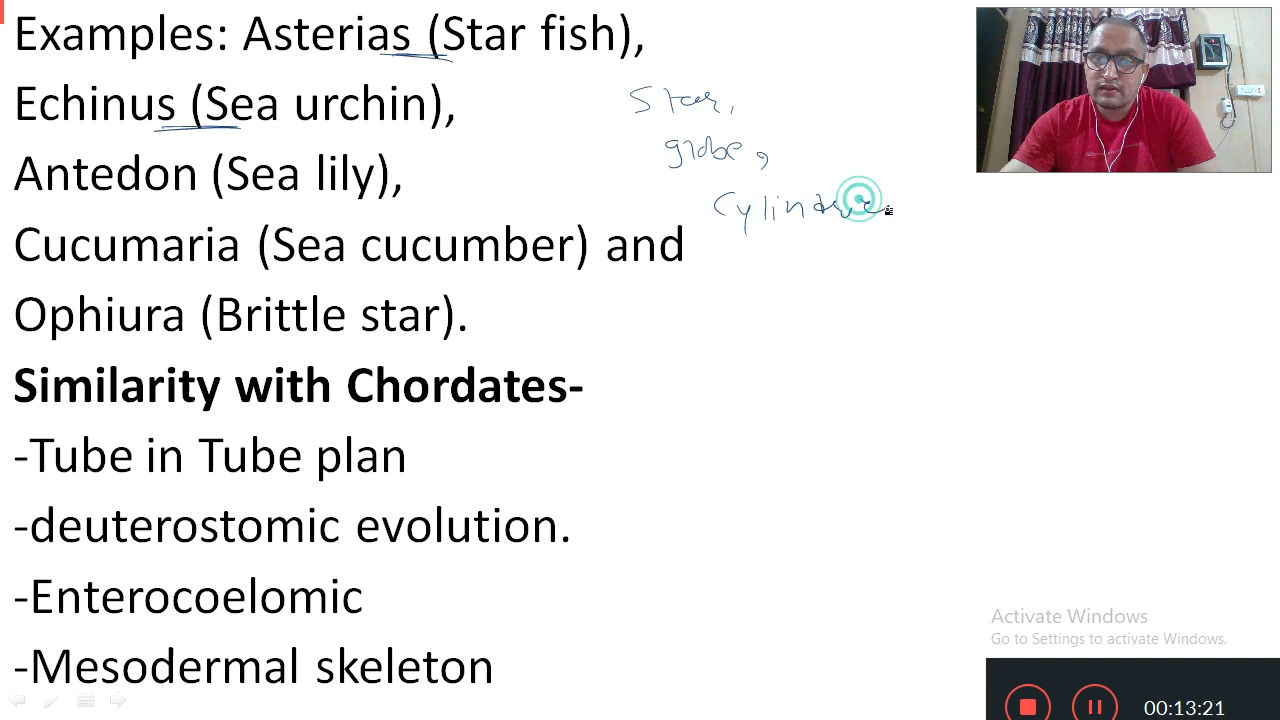 Examples: Asterias (Star fish),
Echinus (Sea urchin),
Star,
globe,
Antedon (Sea lily),
Cucumaria (Sea cucumber) and
Ophiura (Brittle star).
Similarity with Chordates-
-Tube in Tube plan
-deuterostomic evolution.
-Enterocoelomic
-Mesodermal skeleton
Activate Windows
Go to Settings to activate Windows.
00:13:21